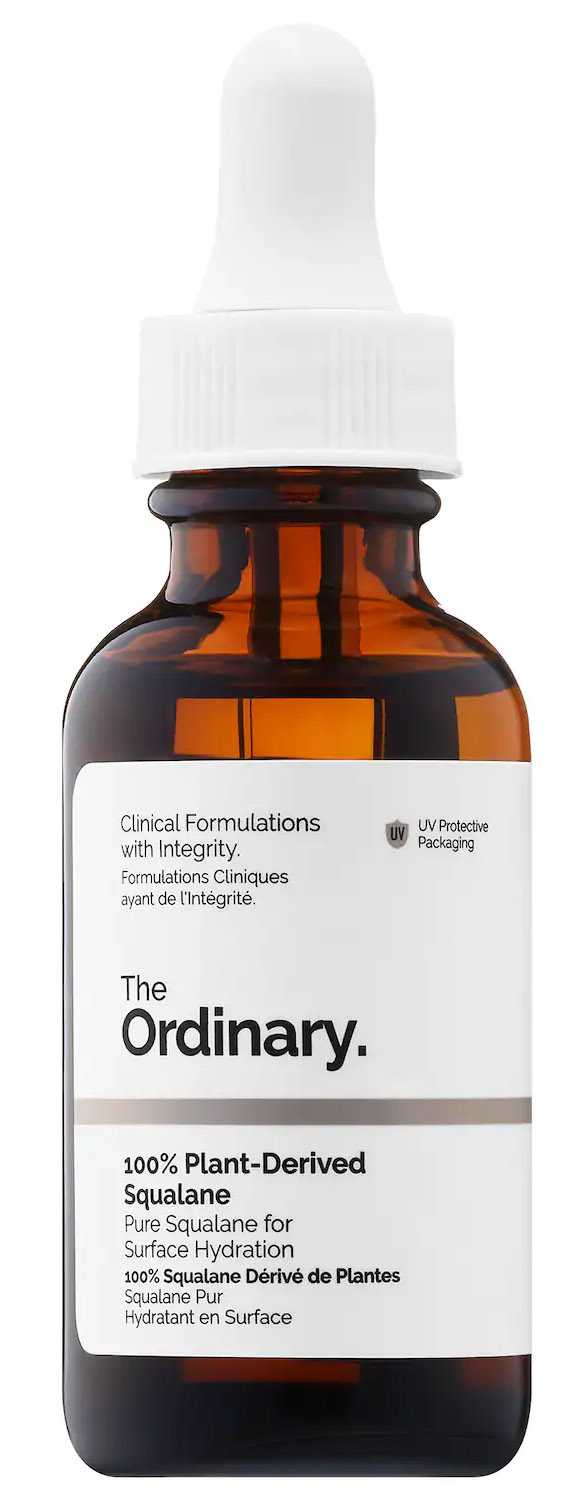 Clinical Formulations
with Integrity.
Formulations Cliniques
ayant de l'Intégrité.
UV
UV Protective
Packaging
The
Ordinary.
100% Plant-Derived
Squalane
Pure Squalane for
Surface Hydration
100% Squalane Dérivé de Plantes
Squalane Pur
Hydratant en Surface